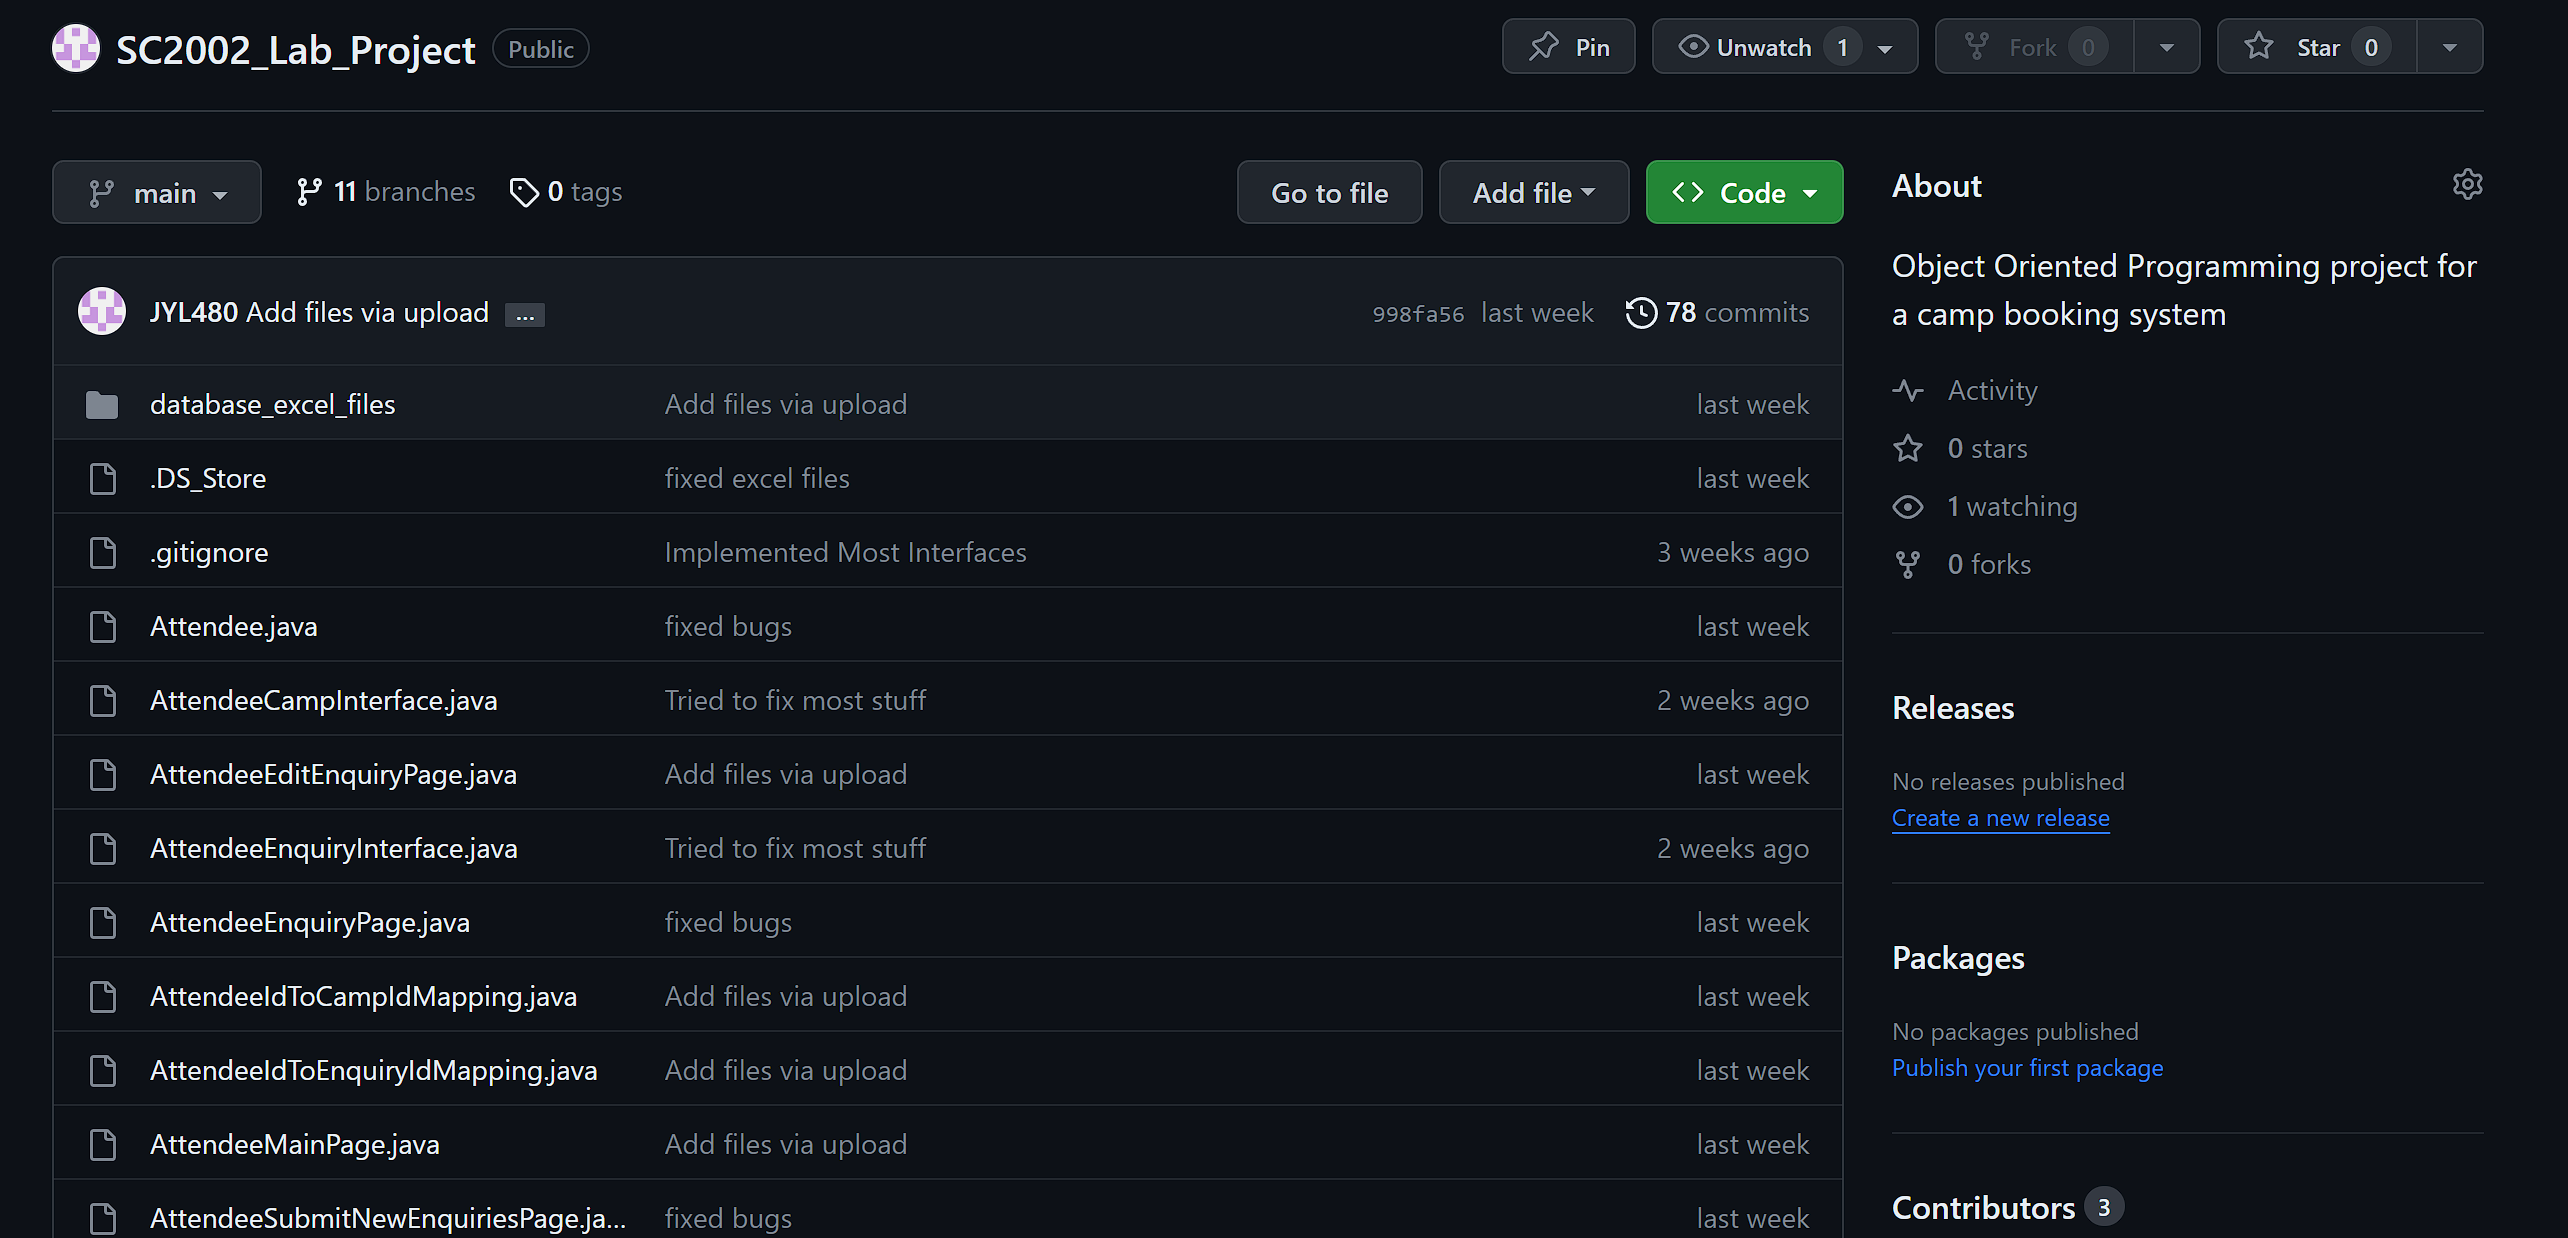 SC2002_Lab_Project Public Pin Unwatch 1 Fork 0 Star 0
main 11 branches 0 tags Go to file Add file Code
JYL480 Add files via upload ... 998fa56 last week 78 commits
database_excel_files Add files via upload last week
.DS_Store fixed excel files last week
.gitignore Implemented Most Interfaces 3 weeks ago
Attendee.java fixed bugs last week
AttendeeCampInterface.java Tried to fix most stuff 2 weeks ago
AttendeeEditEnquiryPage.java Add files via upload last week
AttendeeEnquiryInterface.java Tried to fix most stuff 2 weeks ago
AttendeeEnquiryPage.java fixed bugs last week
AttendeeIdToCampIdMapping.java Add files via upload last week
AttendeeIdToEnquiryIdMapping.java Add files via upload last week
AttendeeMainPage.java Add files via upload last week
AttendeeSubmitNewEnquiriesPage.ja... fixed bugs last week
About
Object Oriented Programming project for
a camp booking system
Activity
0 stars
1 watching
0 forks
Releases
No releases published
Create a new release
Packages
No packages published
Publish your first package
Contributors 3